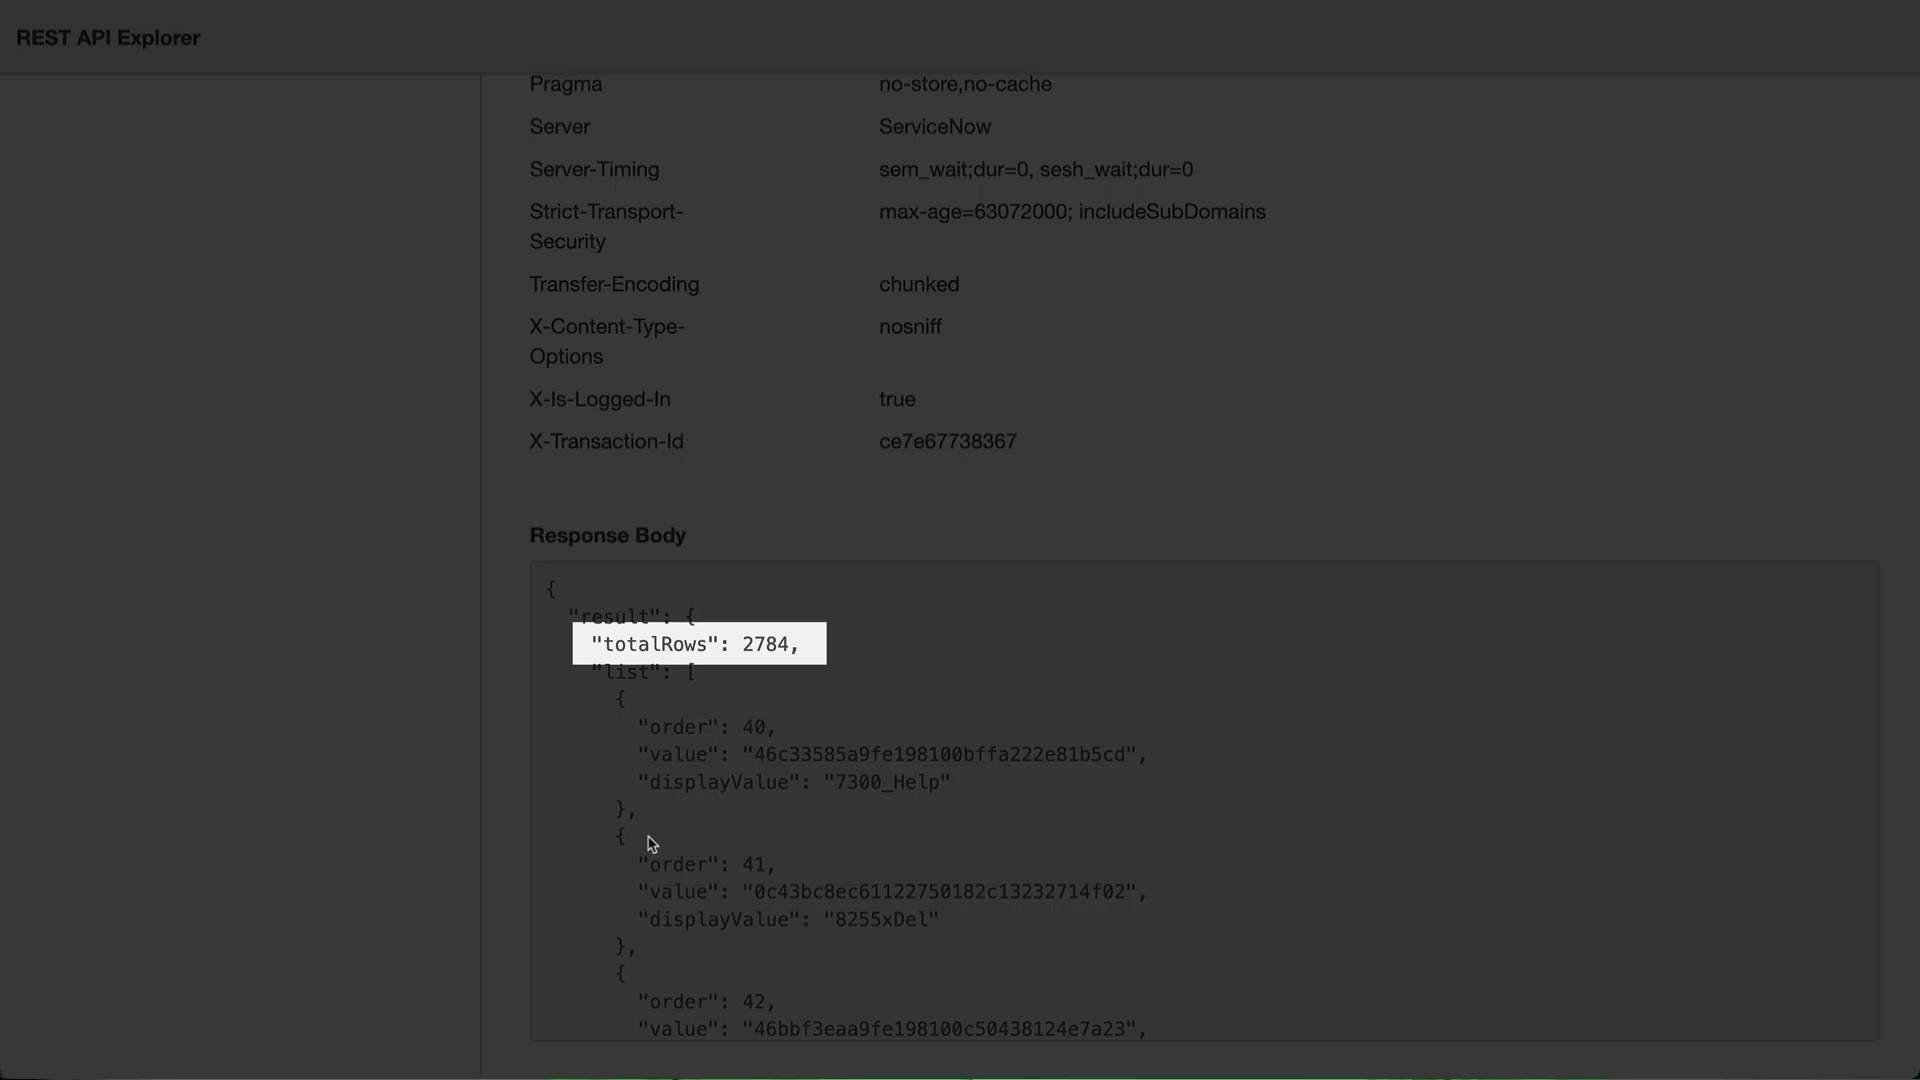 REST API Explorer
Pragma no-store,no-cache
Server ServiceNow
Server-Timing sem_wait;dur=0, sesh_wait;dur=0
Strict-Transport-Security max-age=63072000; includeSubDomains
Transfer-Encoding chunked
X-Content-Type-Options nosniff
X-Is-Logged-In true
X-Transaction-Id ce7e67738367
Response Body
{
"result": {
"totalRows": 2784,
"list": [
{
"order": 40,
"value": "46c33585a9fe198100bffa222e81b5cd",
"displayValue": "7300_Help"
},
{
"order": 41,
"value": "0c43bc8ec61122750182c13232714f02",
"displayValue": "8255xDel"
},
{
"order": 42,
"value": "46bbf3eaa9fe198100c50438124e7a23",